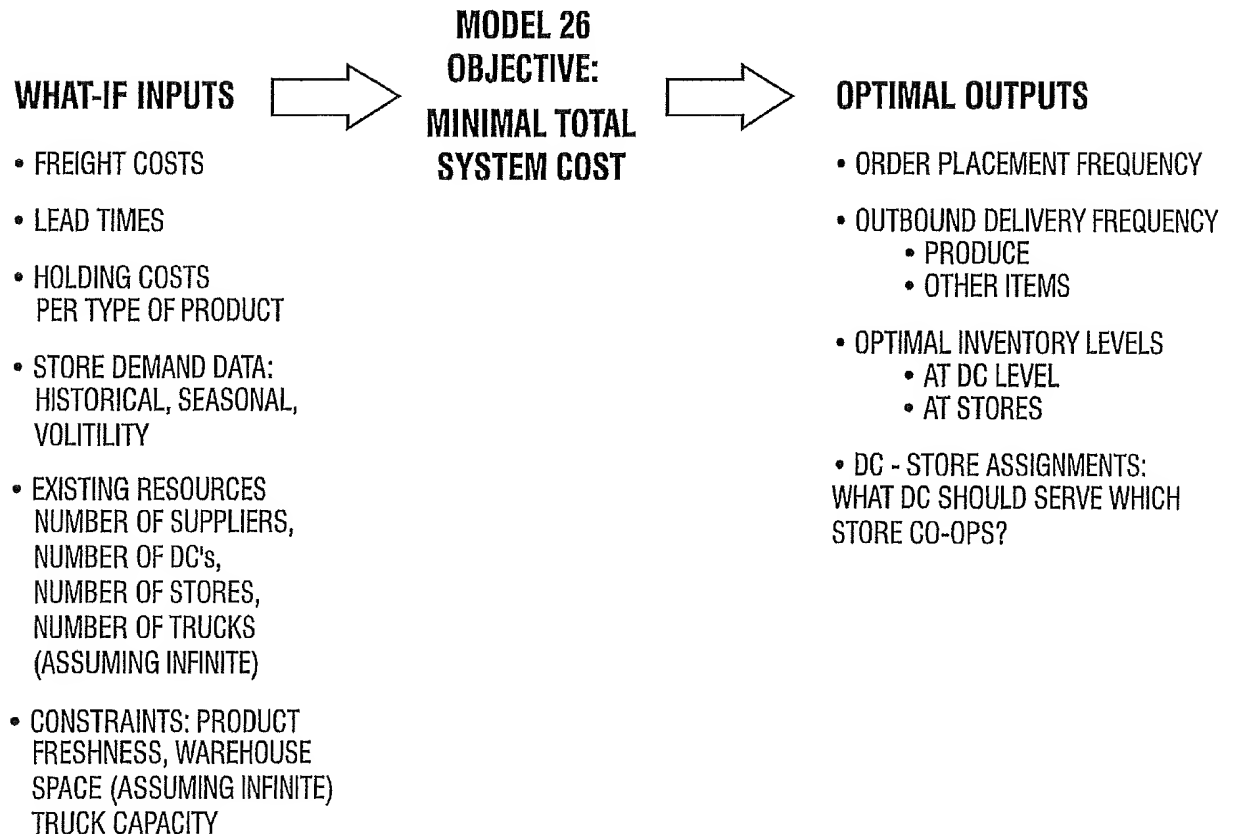 WHAT-IF INPUTS
• FREIGHT COSTS
• LEAD TIMES
• HOLDING COSTS
PER TYPE OF PRODUCT
• STORE DEMAND DATA:
HISTORICAL, SEASONAL,
VOLITILITY
• EXISTING RESOURCES
NUMBER OF SUPPLIERS,
NUMBER OF DC's,
NUMBER OF STORES,
NUMBER OF TRUCKS
(ASSUMING INFINITE)
• CONSTRAINTS: PRODUCT
FRESHNESS, WAREHOUSE
SPACE (ASSUMING INFINITE)
TRUCK CAPACITY
MODEL 26
OBJECTIVE:
MINIMAL TOTAL
SYSTEM COST
OPTIMAL OUTPUTS
• ORDER PLACEMENT FREQUENCY
• OUTBOUND DELIVERY FREQUENCY
• PRODUCE
• OTHER ITEMS
• OPTIMAL INVENTORY LEVELS
• AT DC LEVEL
• AT STORES
• DC - STORE ASSIGNMENTS:
WHAT DC SHOULD SERVE WHICH
STORE CO-OPS?